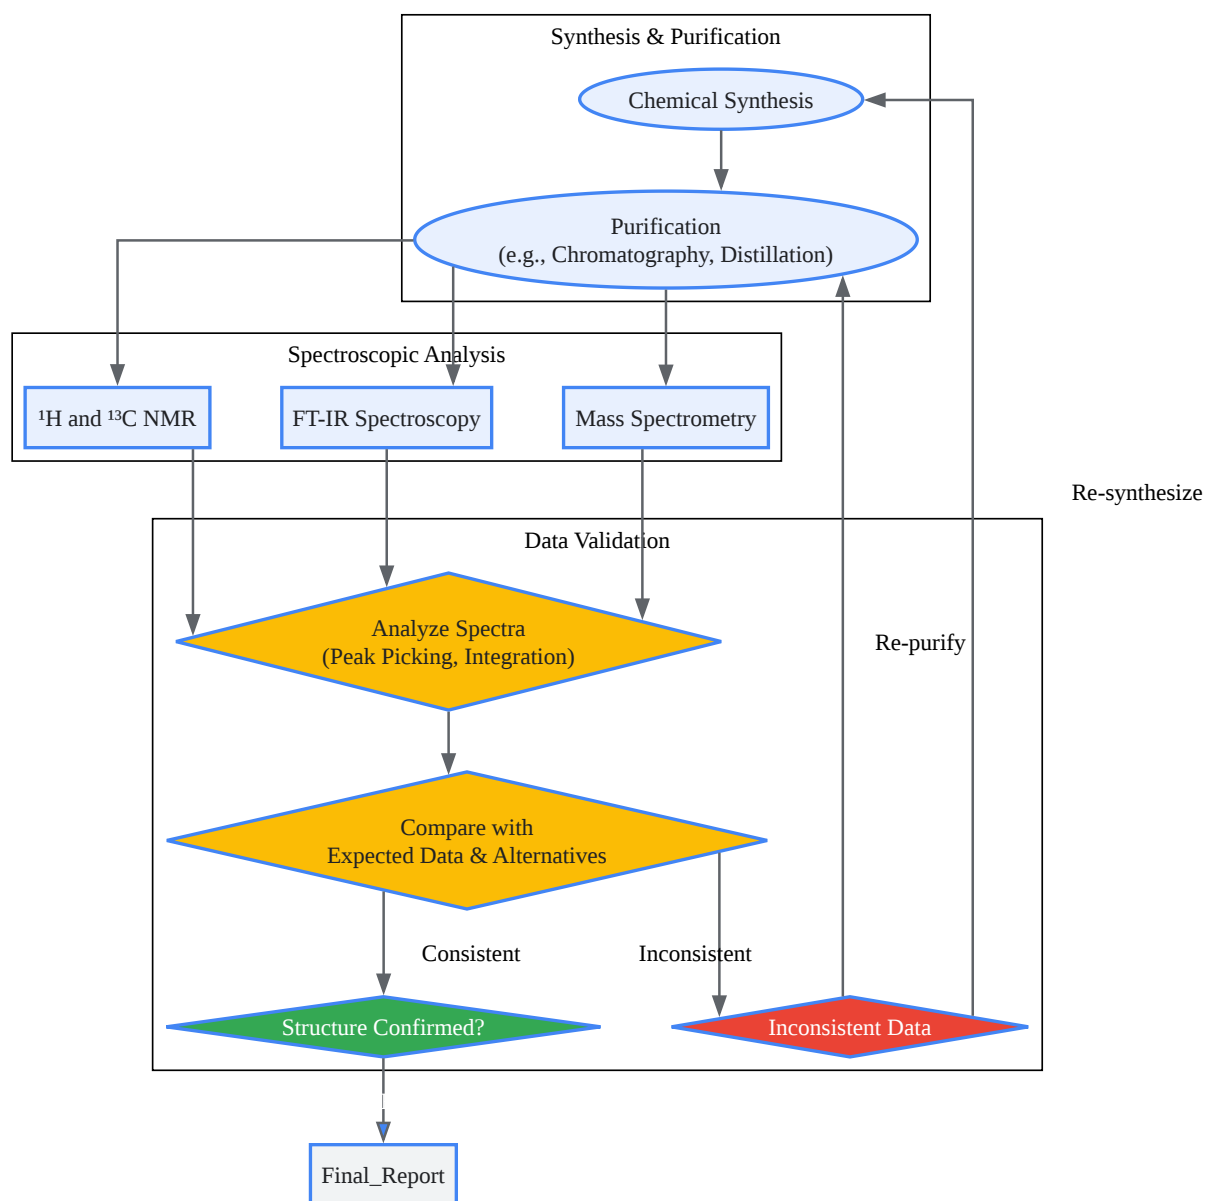 Synthesis & Purification
Chemical Synthesis
Purification
(e.g., Chromatography, Distillation)
Spectroscopic Analysis
¹H and ¹³C NMR
FT-IR Spectroscopy
Mass Spectrometry
Re-synthesize
Data Validation
Analyze Spectra
(Peak Picking, Integration)
Re-purify
Compare with
Expected Data & Alternatives
Consistent
Inconsistent
Structure Confirmed?
Inconsistent Data
Final_Report